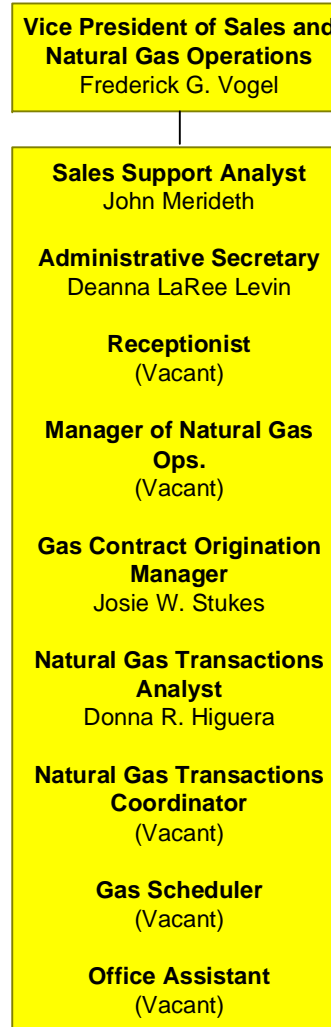 Vice President of Sales and
Natural Gas Operations
Frederick G. Vogel
Sales Support Analyst
John Merideth
Administrative Secretary
Deanna LaRee Levin
Receptionist
(Vacant)
Manager of Natural Gas
Ops.
(Vacant)
Gas Contract Origination
Manager
Josie W. Stukes
Natural Gas Transactions
Analyst
Donna R. Higuera
Natural Gas Transactions
Coordinator
(Vacant)
Gas Scheduler
(Vacant)
Office Assistant
(Vacant)